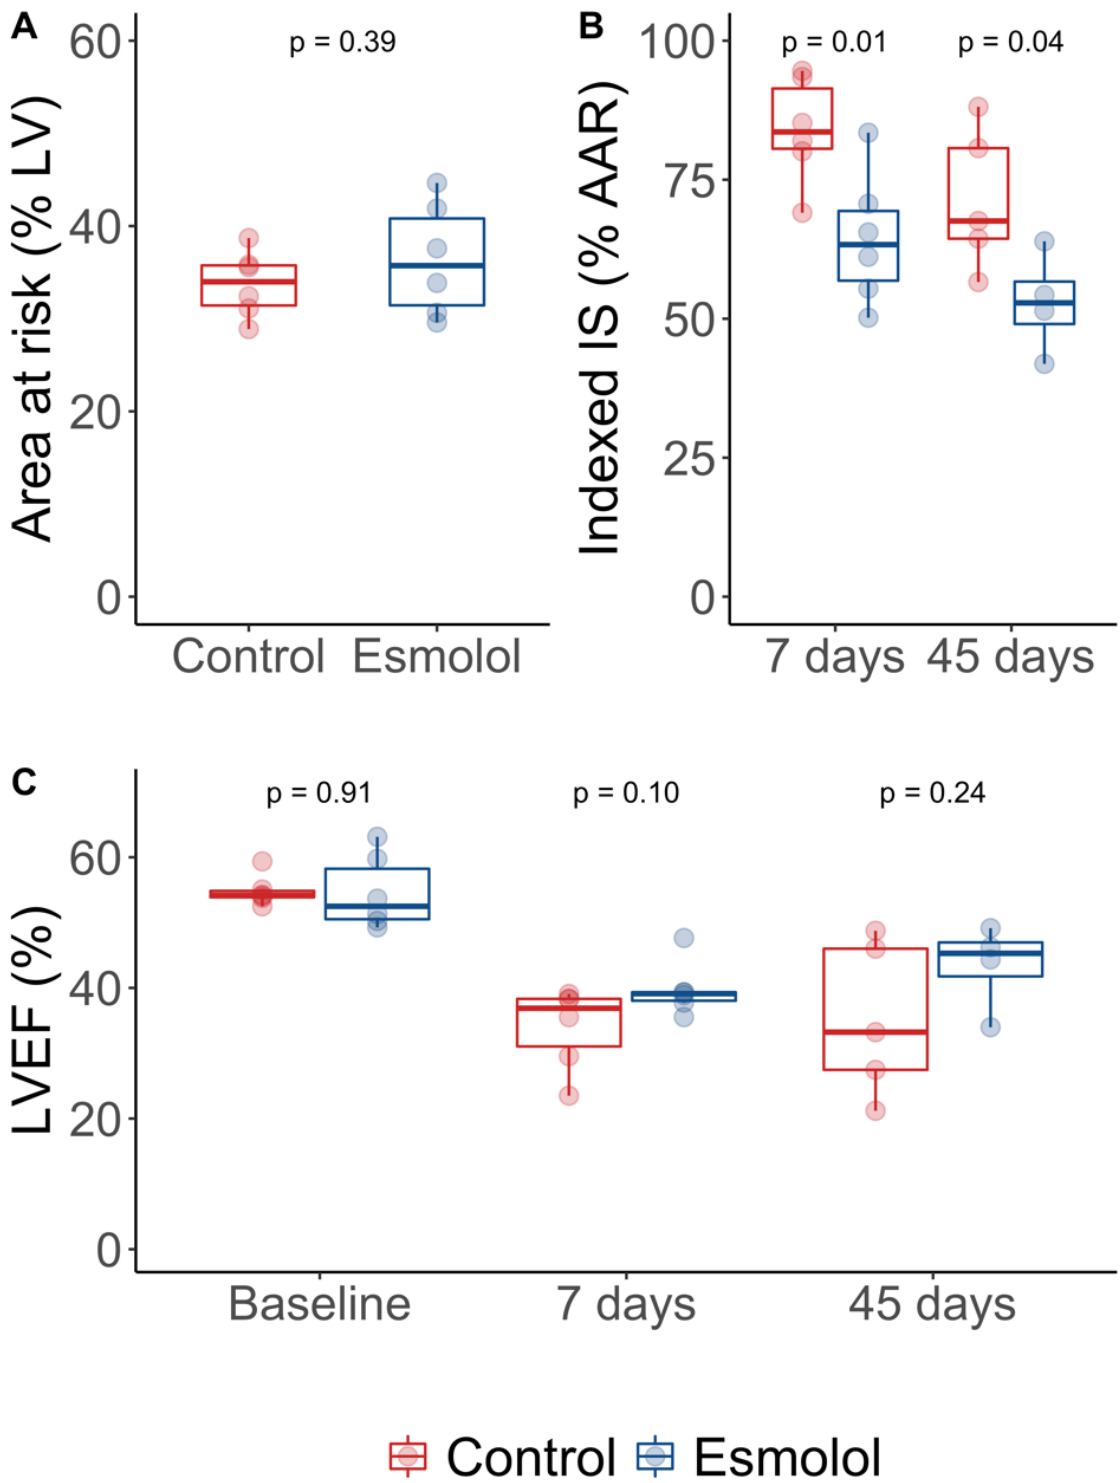 A
p = 0.39
Area at risk (% LV)
60
40
20
0
Control Esmolol
B
p = 0.01 p = 0.04
Indexed IS (% AAR)
100
75
50
25
0
7 days 45 days
C
p = 0.91 p = 0.10 p = 0.24
LVEF (%)
60
40
20
0
Baseline 7 days 45 days
Control Esmolol